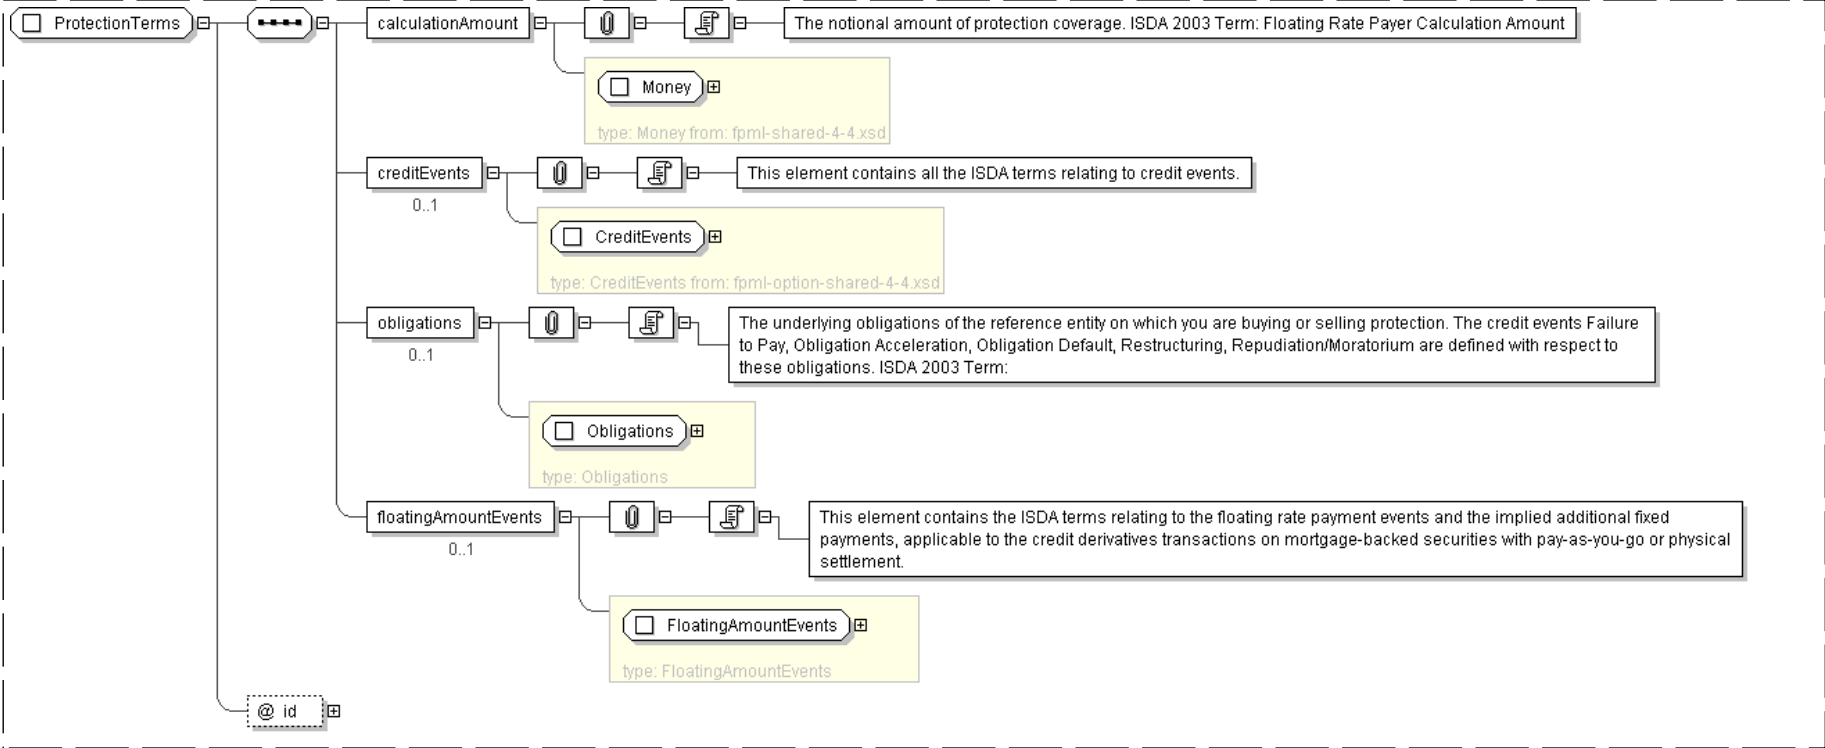 ProtectionTerms
calculationAmount
The notional amount of protection coverage. ISDA 2003 Term: Floating Rate Payer Calculation Amount
Money
type: Money from: fpml-shared-4-4.xsd
creditEvents
This element contains all the ISDA terms relating to credit events.
0..1
CreditEvents
type: CreditEvents from: fpml-option-shared-4-4.xsd
obligations
The underlying obligations of the reference entity on which you are buying or selling protection. The credit events Failure
to Pay, Obligation Acceleration, Obligation Default, Restructuring, Repudiation/Moratorium are defined with respect to
these obligations. ISDA 2003 Term:
0..1
Obligations
type: Obligations
floatingAmountEvents
This element contains the ISDA terms relating to the floating rate payment events and the implied additional fixed
payments, applicable to the credit derivatives transactions on mortgage-backed securities with pay-as-you-go or physical
settlement.
0..1
FloatingAmountEvents
type: FloatingAmountEvents
@ id